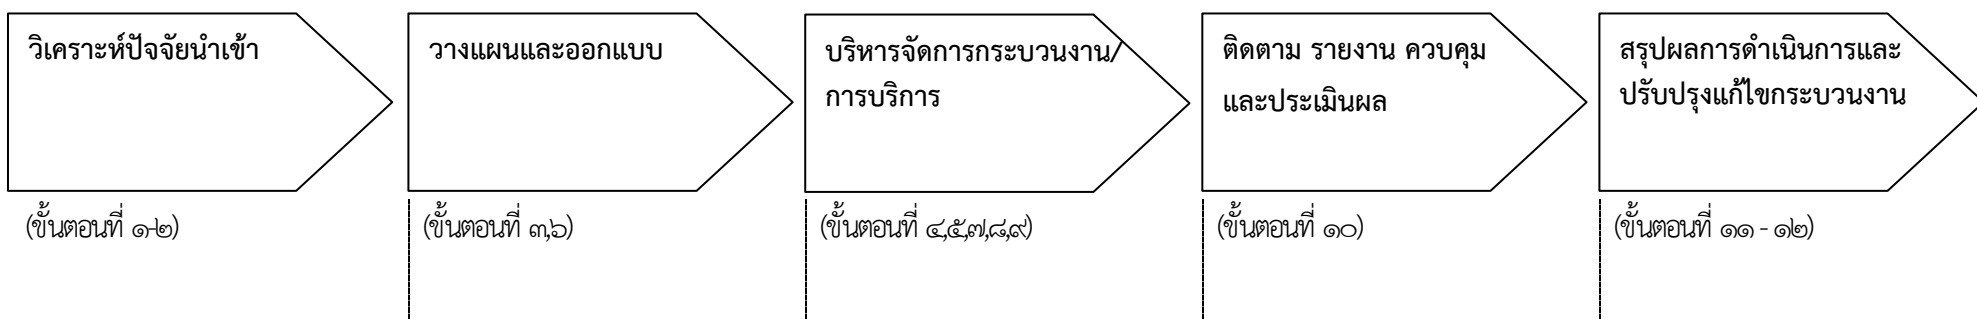 วิเคราะห์ปัจจัยนำเข้า
(ขั้นตอนที่ ๑-๒)
วางแผนและออกแบบ
(ขั้นตอนที่ ๓,๖)
บริหารจัดการกระบวนงาน/
การบริการ
(ขั้นตอนที่ ๔,๕,๗,๘,๙)
ติดตาม รายงาน ควบคุม
และประเมินผล
(ขั้นตอนที่ ๑๐)
สรุปผลการดำเนินการและ
ปรับปรุงแก้ไขกระบวนงาน
(ขั้นตอนที่ ๑๑ - ๑๒)